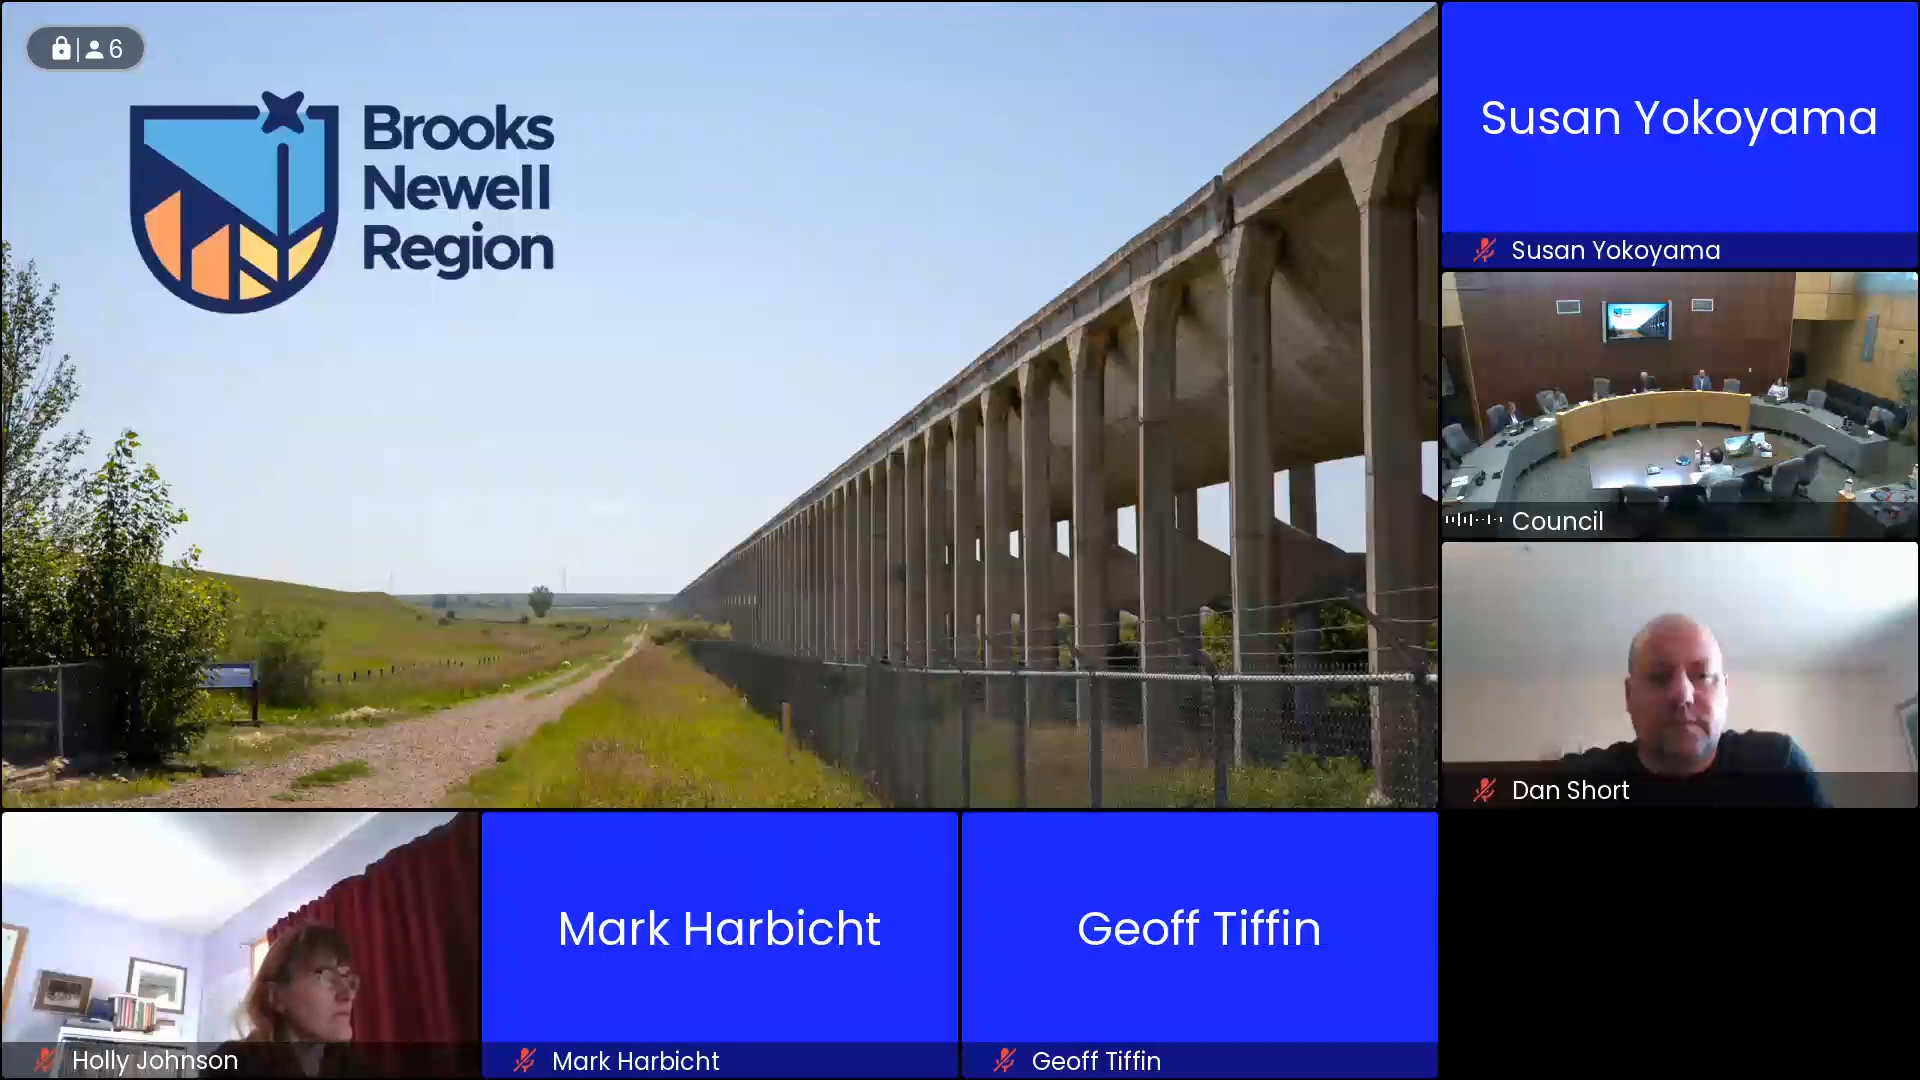 6
Brooks
Newell
Region
Susan Yokoyama
Susan Yokoyama
Council
Dan Short
Holly Johnson
Mark Harbicht
Mark Harbicht
Geoff Tiffin
Geoff Tiffin